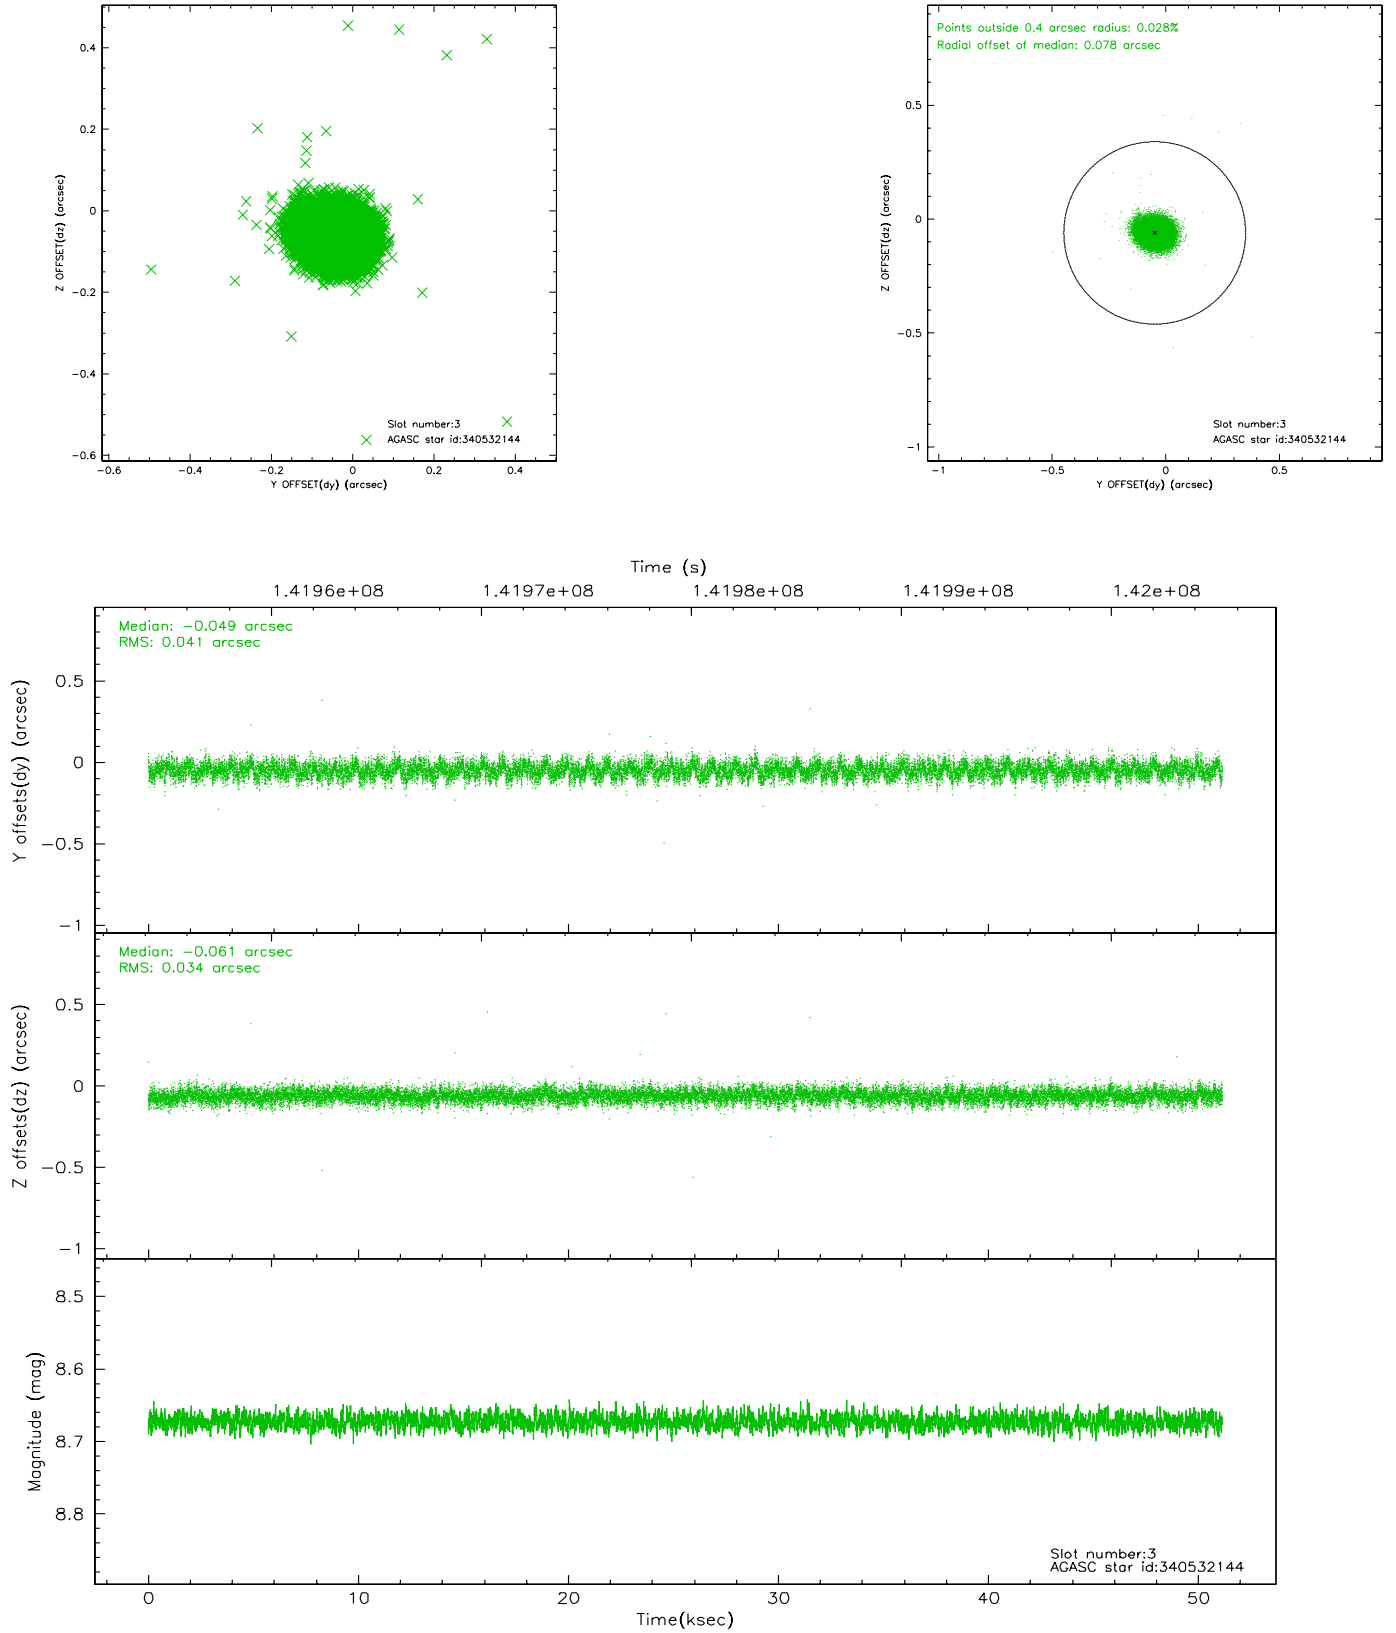 0.4
0.2
0
-0.2
-0.4
-0.6
Z OFFSET(dz) (arcsec)
Slot number:3
AGASC star id:340532144
-0.6 -0.4 -0.2 0 0.2 0.4
Y OFFSET(dy) (arcsec)
Points outside 0.4 arcsec radius: 0.028%
Radial offset of median: 0.078 arcsec
0.5
0
-0.5
-1
Z OFFSET(dz) (arcsec)
Slot number:3
AGASC star id:340532144
-1 -0.5 0 0.5
Y OFFSET(dy) (arcsec)
Time (s)
1.4196e+08 1.4197e+08 1.4198e+08 1.4199e+08 1.42e+08
Median: -0.049 arcsec
RMS: 0.041 arcsec
0.5
0
-0.5
-1
Y offsets(dy) (arcsec)
Median: -0.061 arcsec
RMS: 0.034 arcsec
0.5
0
-0.5
-1
Z offsets(dz) (arcsec)
8.5
8.6
8.7
8.8
Magnitude (mag)
Slot number:3
AGASC star id:340532144
0 10 20 30 40 50
Time(ksec)